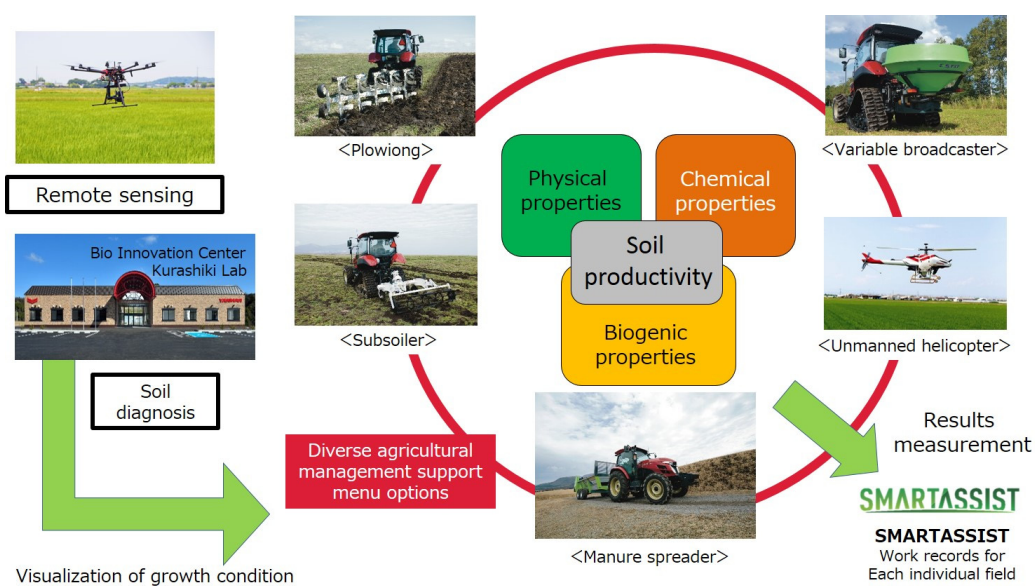 <Plowiong>
<Variable broadcaster>
Remote sensing
Physical
properties
Chemical
properties
Soil
productivity
Biogenic
properties
Bio Innovation Center
Kurashiki Lab
YANMAR
<Subsoiler>
<Unmanned helicopter>
Soil
diagnosis
Diverse agricultural
management support
menu options
Results
measurement
SMARTASSIST
SMARTASSIST
Work records for
Each individual field
<Manure spreader>
Visualization of growth condition